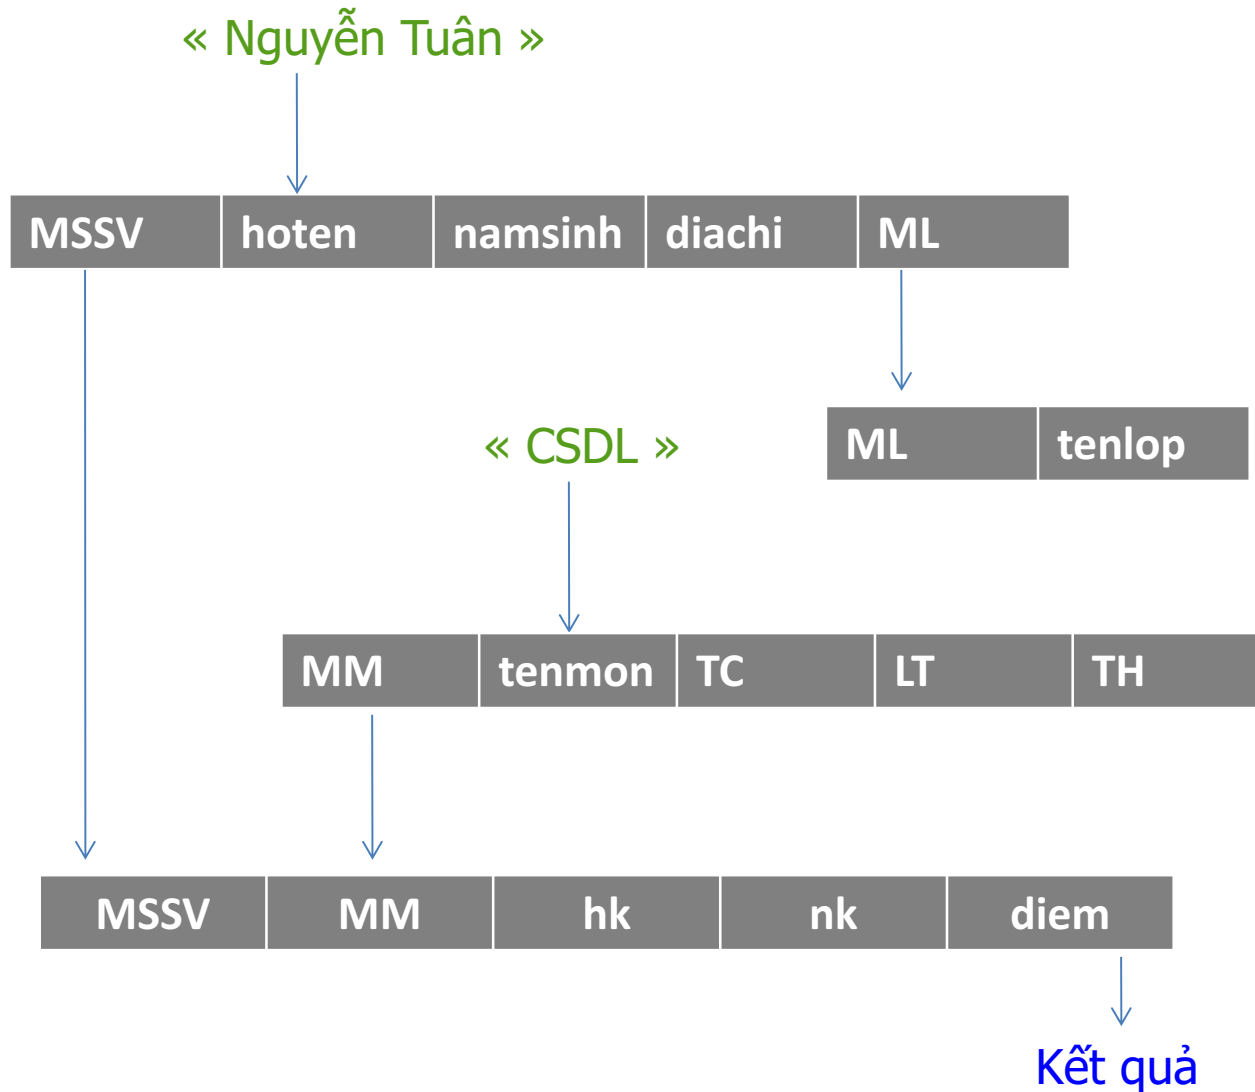 « Nguyễn Tuân »
MSSV hoten namsinh diachi ML
« CSDL »
ML tenlop
MM tenmon TC LT TH
MSSV MM hk nk diem
Kết quả